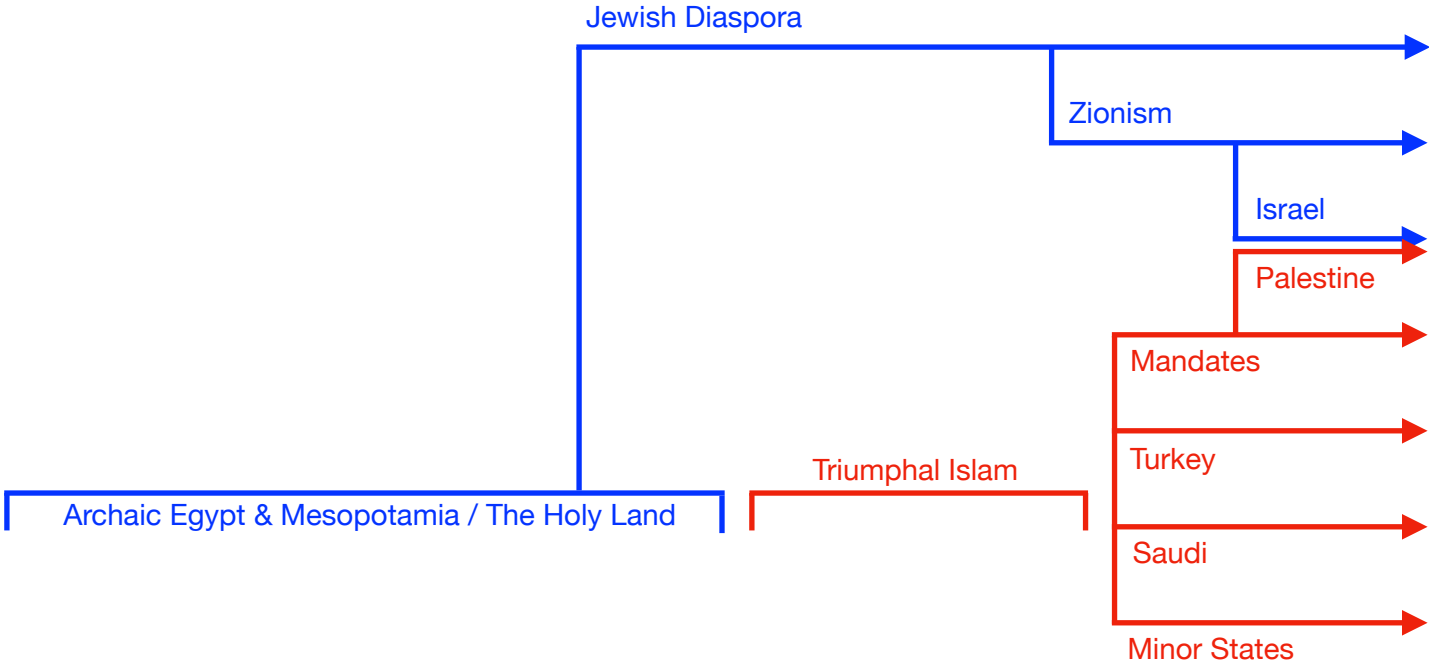 Jewish Diaspora
Zionism
Israel
Palestine
Mandates
Turkey
Triumphal Islam
Archaic Egypt & Mesopotamia / The Holy Land
Saudi
Minor States